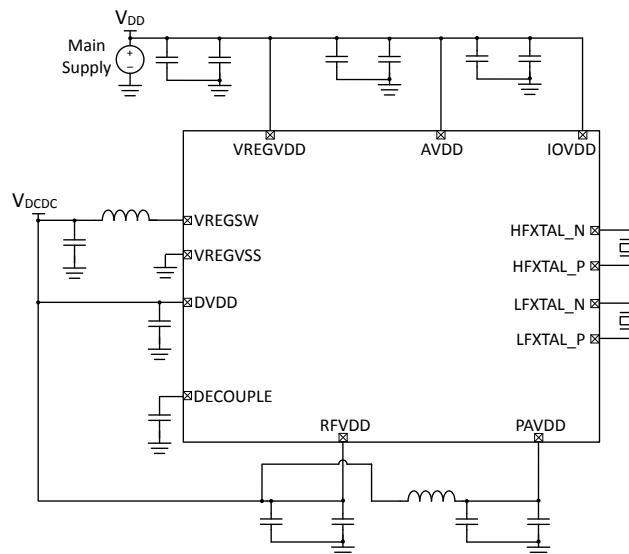 VDD
Main
Supply
+
−
VREGVDD
AVDD
IOVDD
VDCDC
VREGSW
HFXTAL_N
VREGVSS
HFXTAL_P
DVDD
LFXTAL_N
LFXTAL_P
DECOUPLE
RFVDD
PAVDD